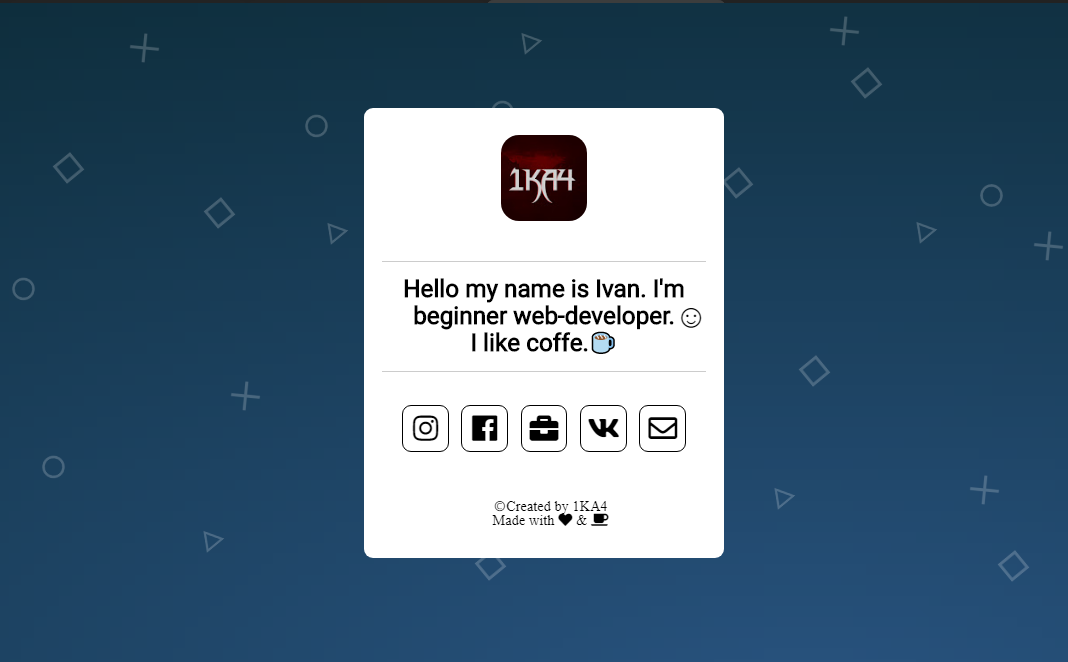 1KA4
Hello my name is Ivan. I'm
beginner web-developer. ☺
I like coffe.
©Created by 1KA4
Made with ♥ & ☕